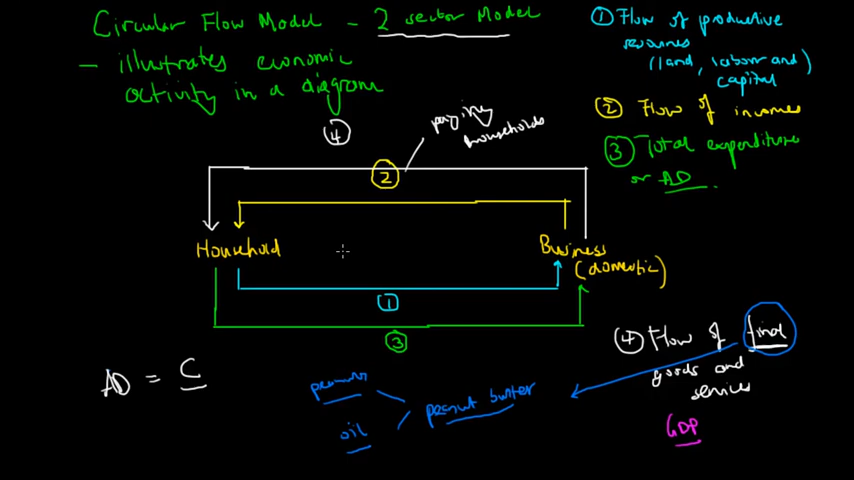 Circular Flow Model - 2 sector Model
- illustrates economic
activity in a diagram
① Flow of productive
resources
(land, labour and
capital)
② Flow of incomes
③ Total expenditure
or AD
④
paying
households
②
Household
Business
(domestic)
①
③
④ Flow of final
goods and
services
GDP
AD = C
peanut butter
oil